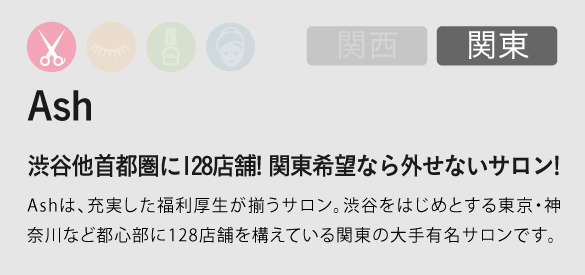 関西 関東
Ash
渋谷他首都圏に128店舗! 関東希望なら外せないサロン!
Ashは、充実した福利厚生が揃うサロン。渋谷をはじめとする東京・神
奈川など都心部に128店舗を構えている関東の大手有名サロンです。